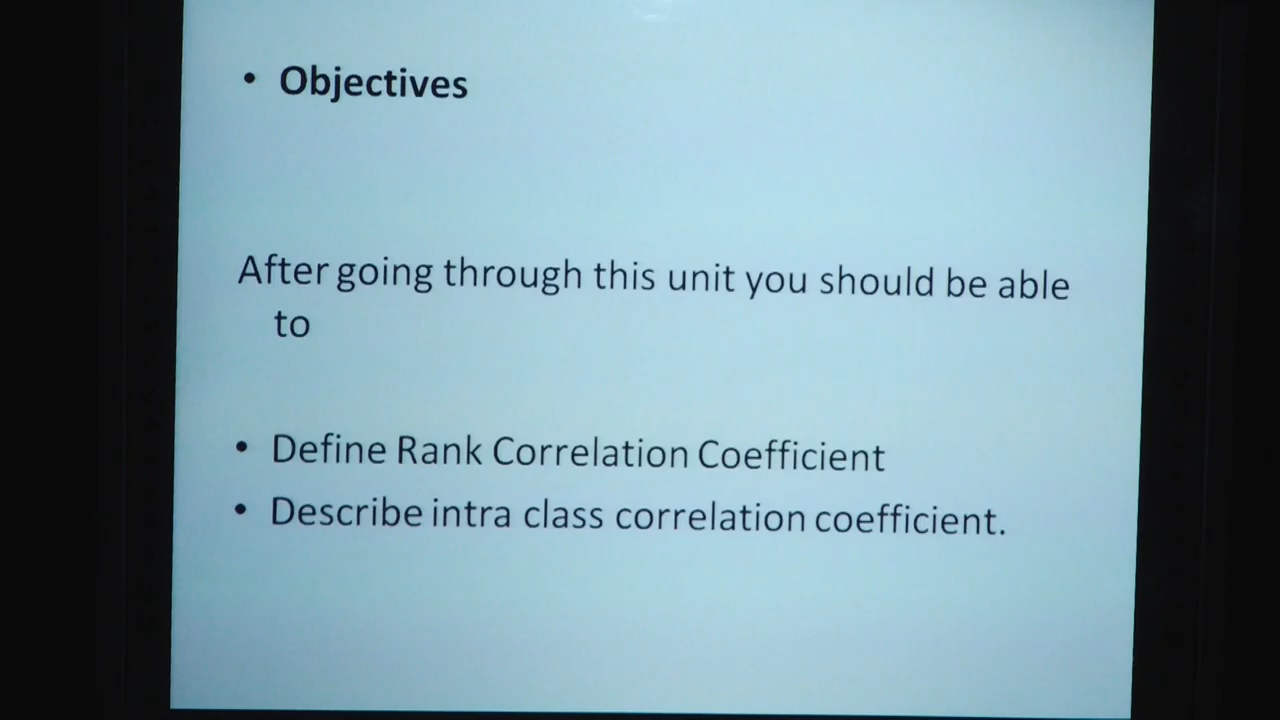 • Objectives
After going through this unit you should be able
to
• Define Rank Correlation Coefficient
• Describe intra class correlation coefficient.